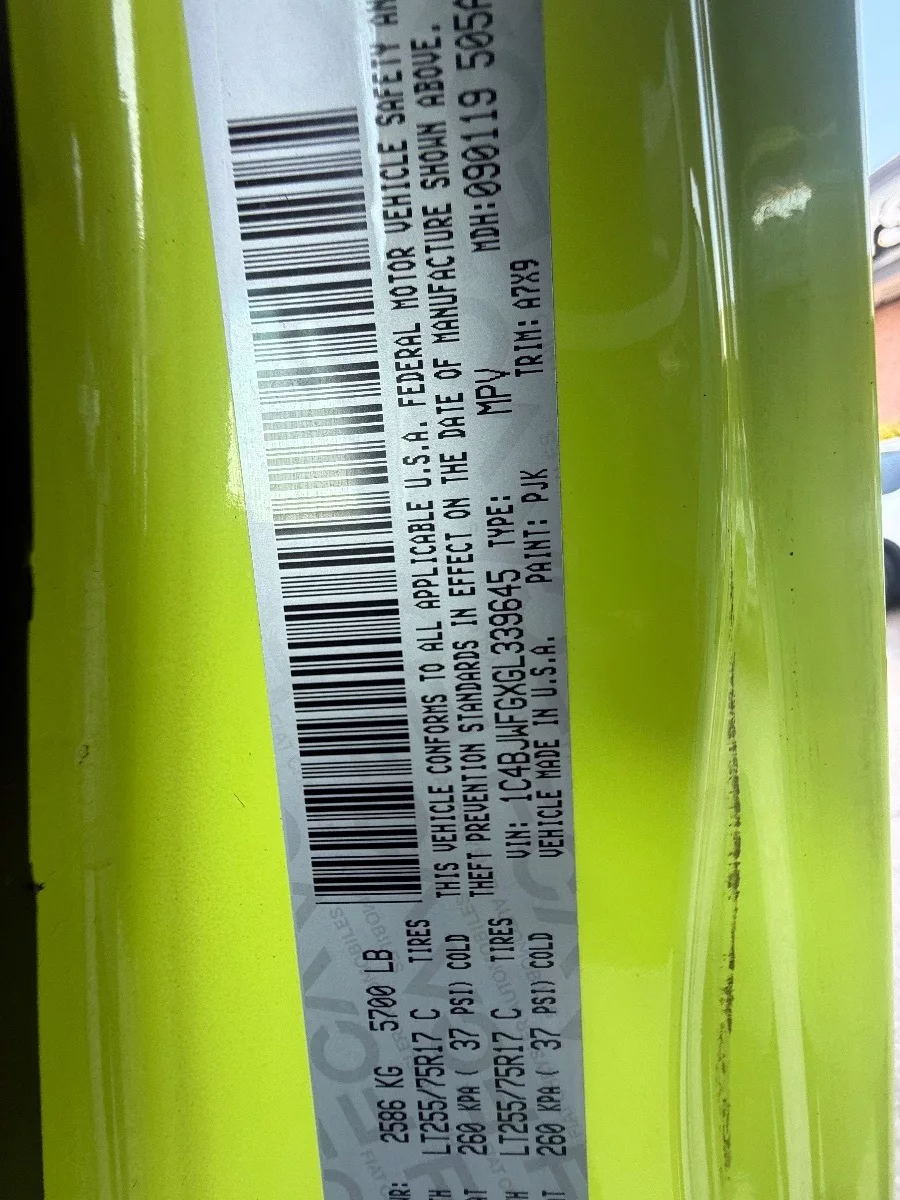 2586 KG 5700 LB
LT255/75R17 C TIRES
260 KPA ( 37 PSI) COLD
LT255/75R17 C TIRES
260 KPA ( 37 PSI) COLD
THIS VEHICLE CONFORMS TO ALL APPLICABLE U.S.A. FEDERAL MOTOR VEHICLE SAFETY
THEFT PREVENTION STANDARDS IN EFFECT ON THE DATE OF MANUFACTURE SHOWN ABOVE.
VIN: 1C4BJWFGXGL339645 TYPE: MPV MDH:090119 505
VEHICLE MADE IN U.S.A. PAINT: PJK TRIM: A7X9